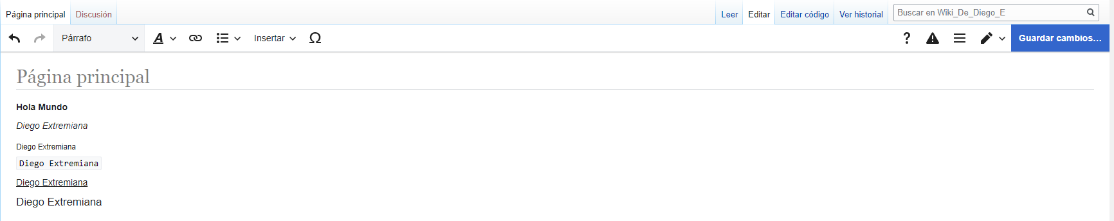 Página principal Discusión Leer Editar Editar código Ver historial Buscar en Wiki_De_Diego_E
Párrafo A Insertar Ω ? Guardar cambios...
Página principal
Hola Mundo
Diego Extremiana
Diego Extremiana
Diego Extremiana
Diego Extremiana
Diego Extremiana